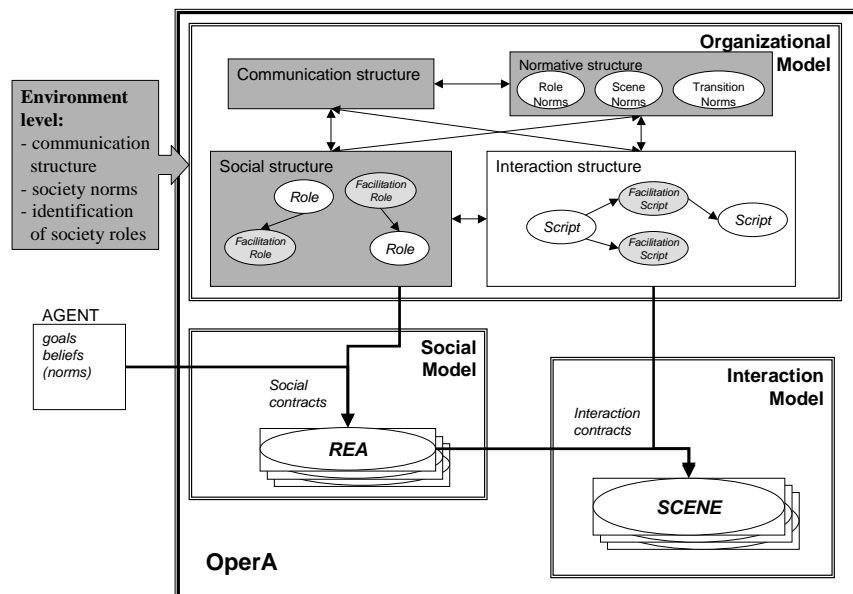 Organizational
Model
Communication structure
Normative structure
Role
Norms
Scene
Norms
Transition
Norms
Environment
level:
- communication
structure
- society norms
- identification
of society roles
Social structure
Role
Facilitation
Role
Facilitation
Role
Role
Interaction structure
Script
Facilitation
Script
Facilitation
Script
Script
AGENT
goals
beliefs
(norms)
Social
Model
Social
contracts
REA
Interaction
Model
Interaction
contracts
SCENE
OperA